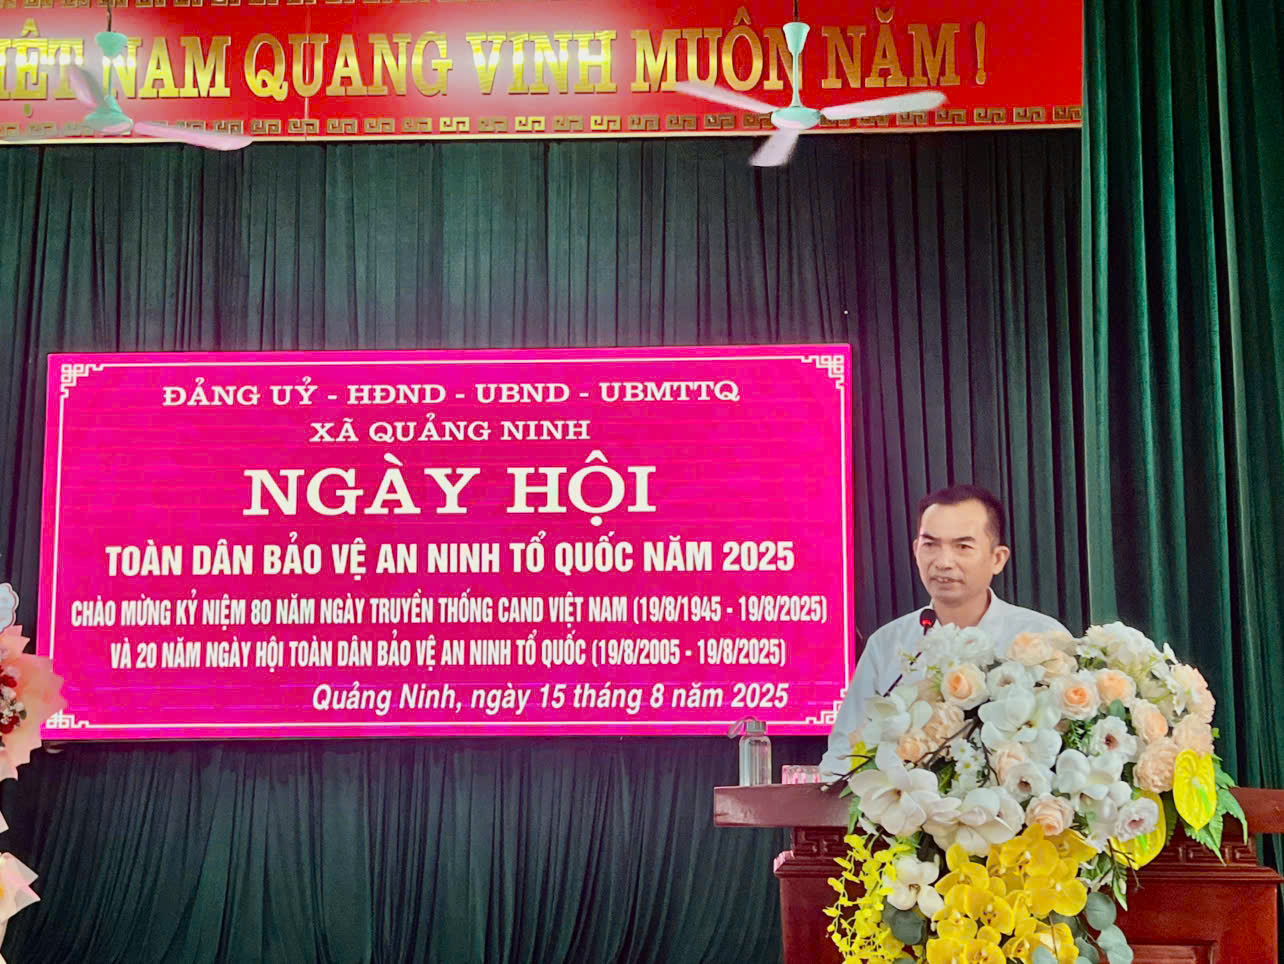 VIỆT NAM QUANG VINH MUÔN NĂM !
ĐẢNG UỶ - HĐND - UBND - UBMTTQ
XÃ QUẢNG NINH
NGÀY HỘI
TOÀN DÂN BẢO VỆ AN NINH TỔ QUỐC NĂM 2025
CHÀO MỪNG KỶ NIỆM 80 NĂM NGÀY TRUYỀN THỐNG CAND VIỆT NAM (19/8/1945 - 19/8/2025)
VÀ 20 NĂM NGÀY HỘI TOÀN DÂN BẢO VỆ AN NINH TỔ QUỐC (19/8/2005 - 19/8/2025)
Quảng Ninh, ngày 15 tháng 8 năm 2025